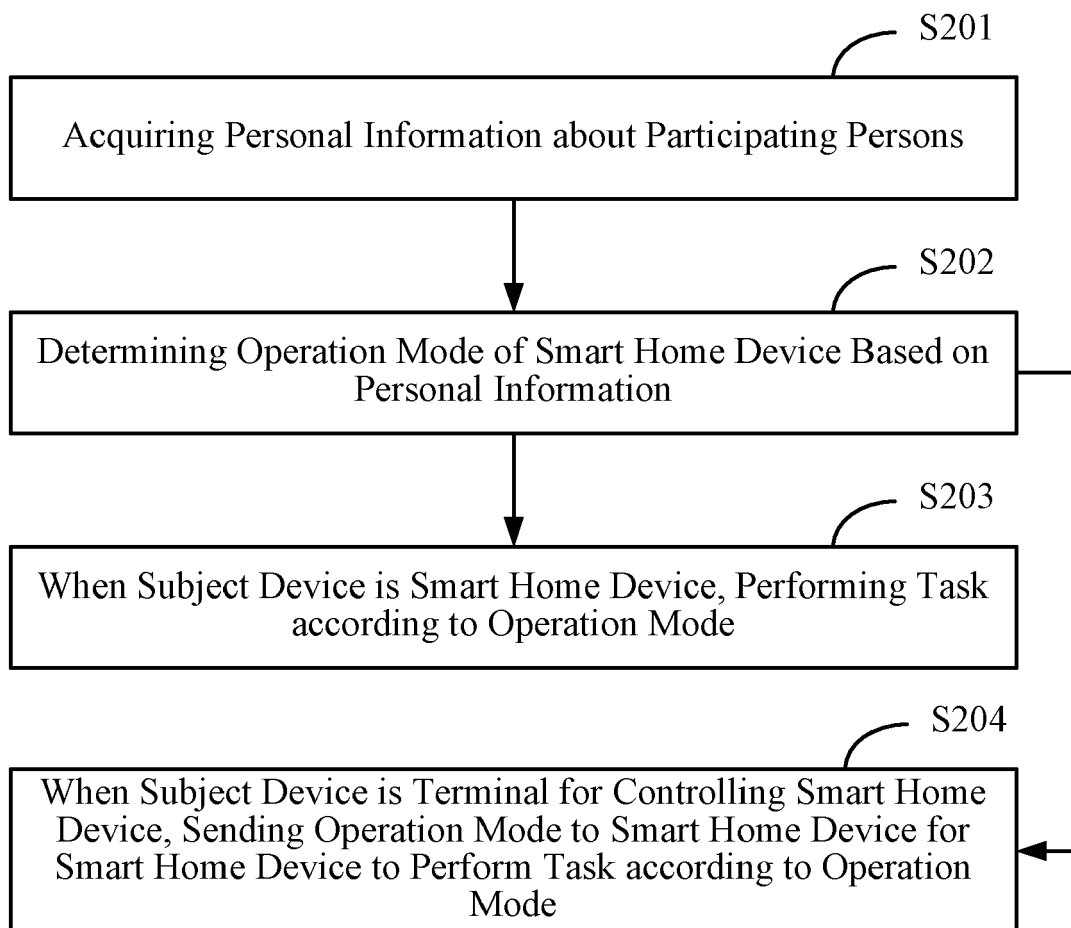 S201
Acquiring Personal Information about Participating Persons
S202
Determining Operation Mode of Smart Home Device Based on
Personal Information
S203
When Subject Device is Smart Home Device, Performing Task
according to Operation Mode
S204
When Subject Device is Terminal for Controlling Smart Home
Device, Sending Operation Mode to Smart Home Device for
Smart Home Device to Perform Task according to Operation
Mode